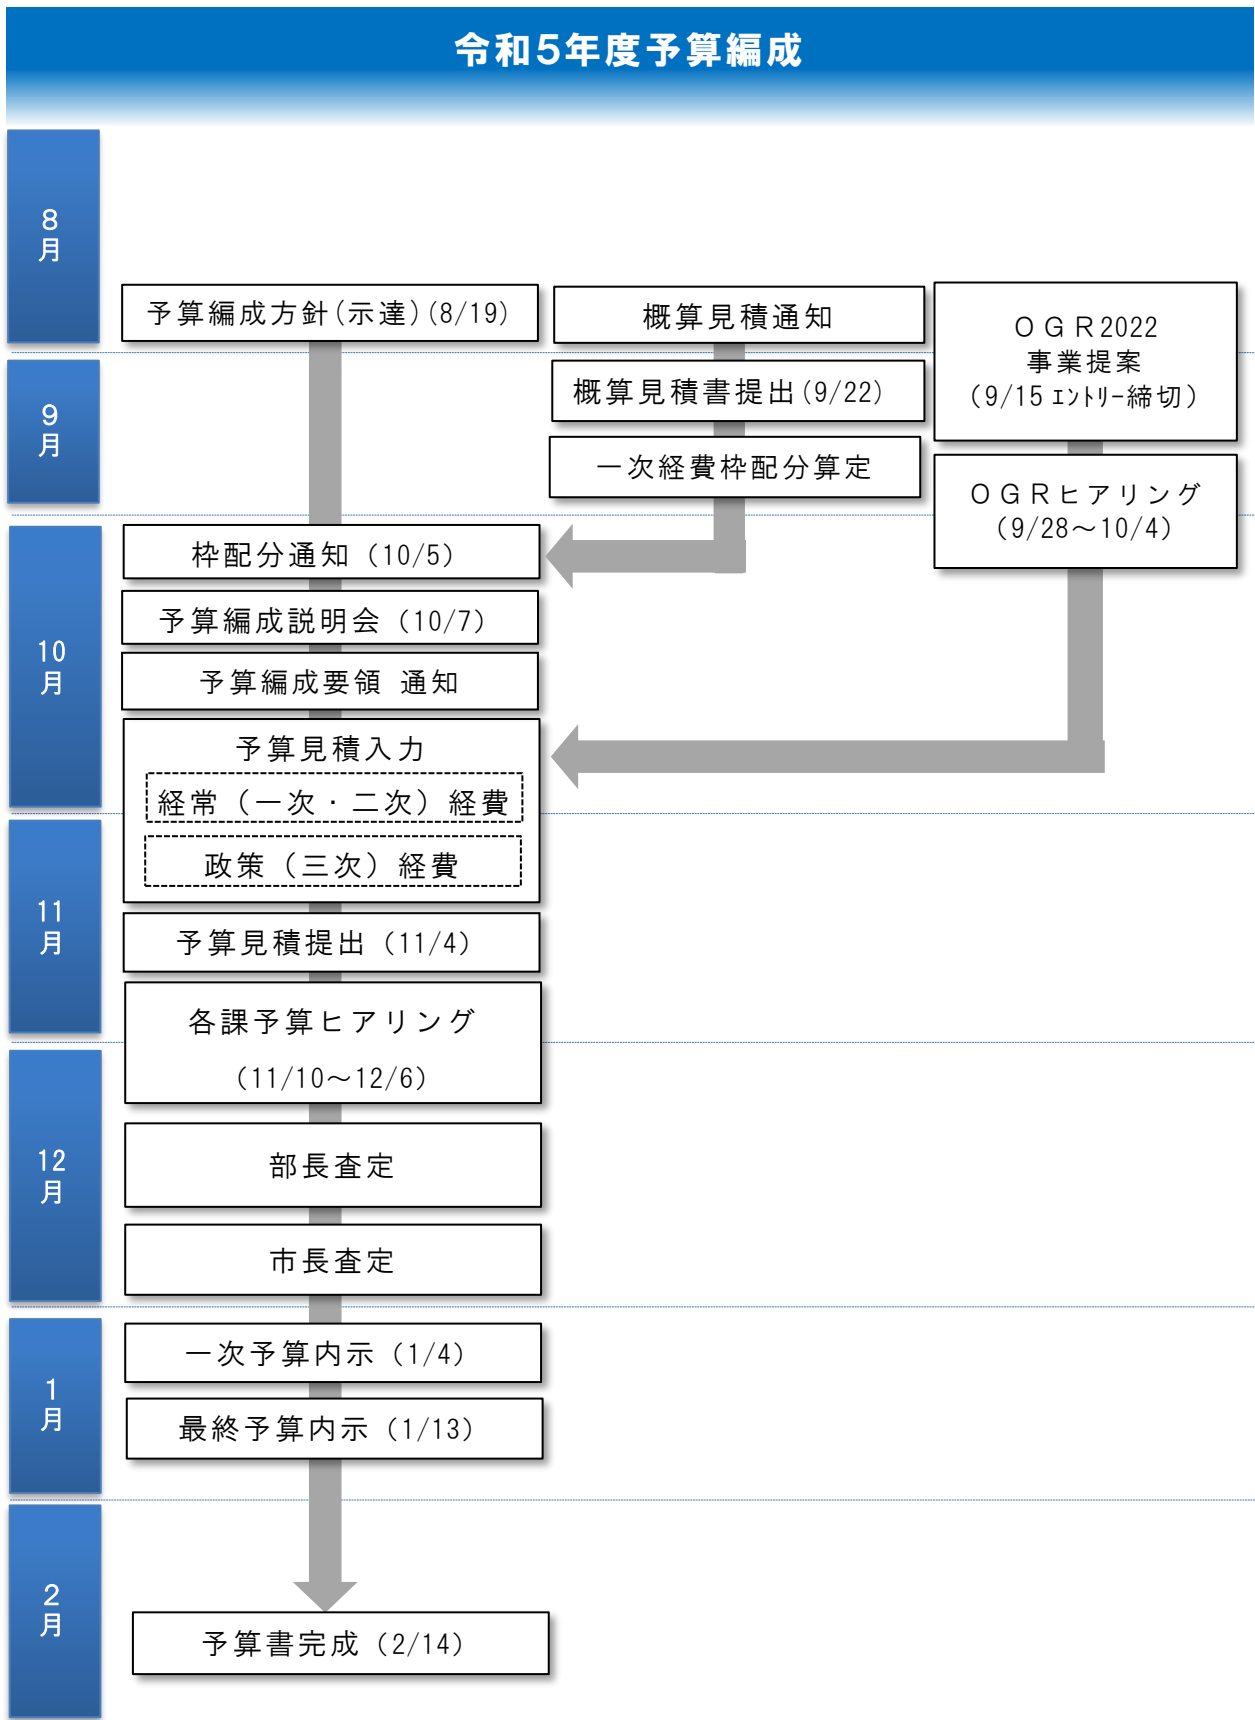 令和5年度予算編成
8
月
予算編成方針(示達)(8/19)
概算見積通知
OGR2022
事業提案
(9/15 ｴﾝﾄﾘｰ締切)
9
月
概算見積書提出(9/22)
一次経費枠配分算定
OGRヒアリング
(9/28～10/4)
10
月
枠配分通知 (10/5)
予算編成説明会 (10/7)
予算編成要領 通知
予算見積入力
経常（一次・二次）経費
政策（三次）経費
11
月
予算見積提出 (11/4)
各課予算ヒアリング
(11/10～12/6)
12
月
部長査定
市長査定
1
月
一次予算内示 (1/4)
最終予算内示 (1/13)
2
月
予算書完成 (2/14)